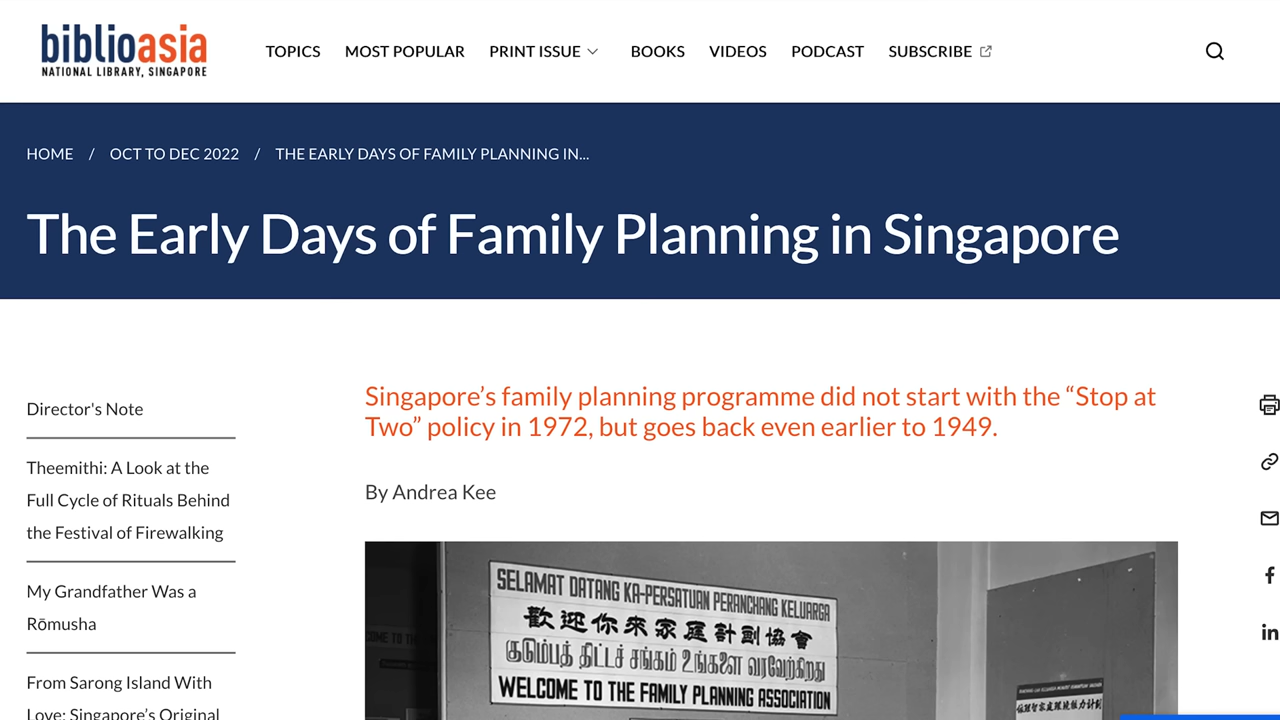 biblioasia
NATIONAL LIBRARY, SINGAPORE
TOPICS
MOST POPULAR
PRINT ISSUE
BOOKS
VIDEOS
PODCAST
SUBSCRIBE
HOME / OCT TO DEC 2022 / THE EARLY DAYS OF FAMILY PLANNING IN...
The Early Days of Family Planning in Singapore
Director's Note
Theemithi: A Look at the
Full Cycle of Rituals Behind
the Festival of Firewalking
My Grandfather Was a
Rōmusha
From Sarong Island With
Love: Singapore’s Original
Singapore’s family planning programme did not start with the “Stop at
Two” policy in 1972, but goes back even earlier to 1949.
By Andrea Kee
SELAMAT DATANG KA-PERSATUAN PERANCHANG KELUARGA
歡迎你來家庭計劃協會
குடும்பத் திட்டச் சங்கம் உங்களை வரவேற்கிறது
WELCOME TO THE FAMILY PLANNING ASSOCIATION